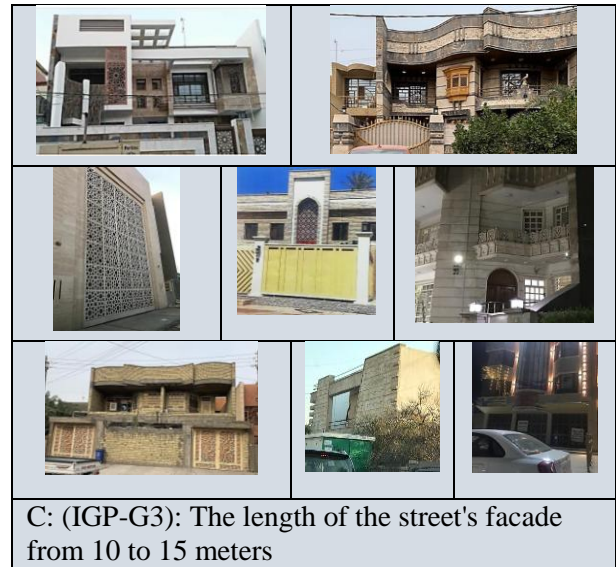 C: (IGP-G3): The length of the street's facade
from 10 to 15 meters